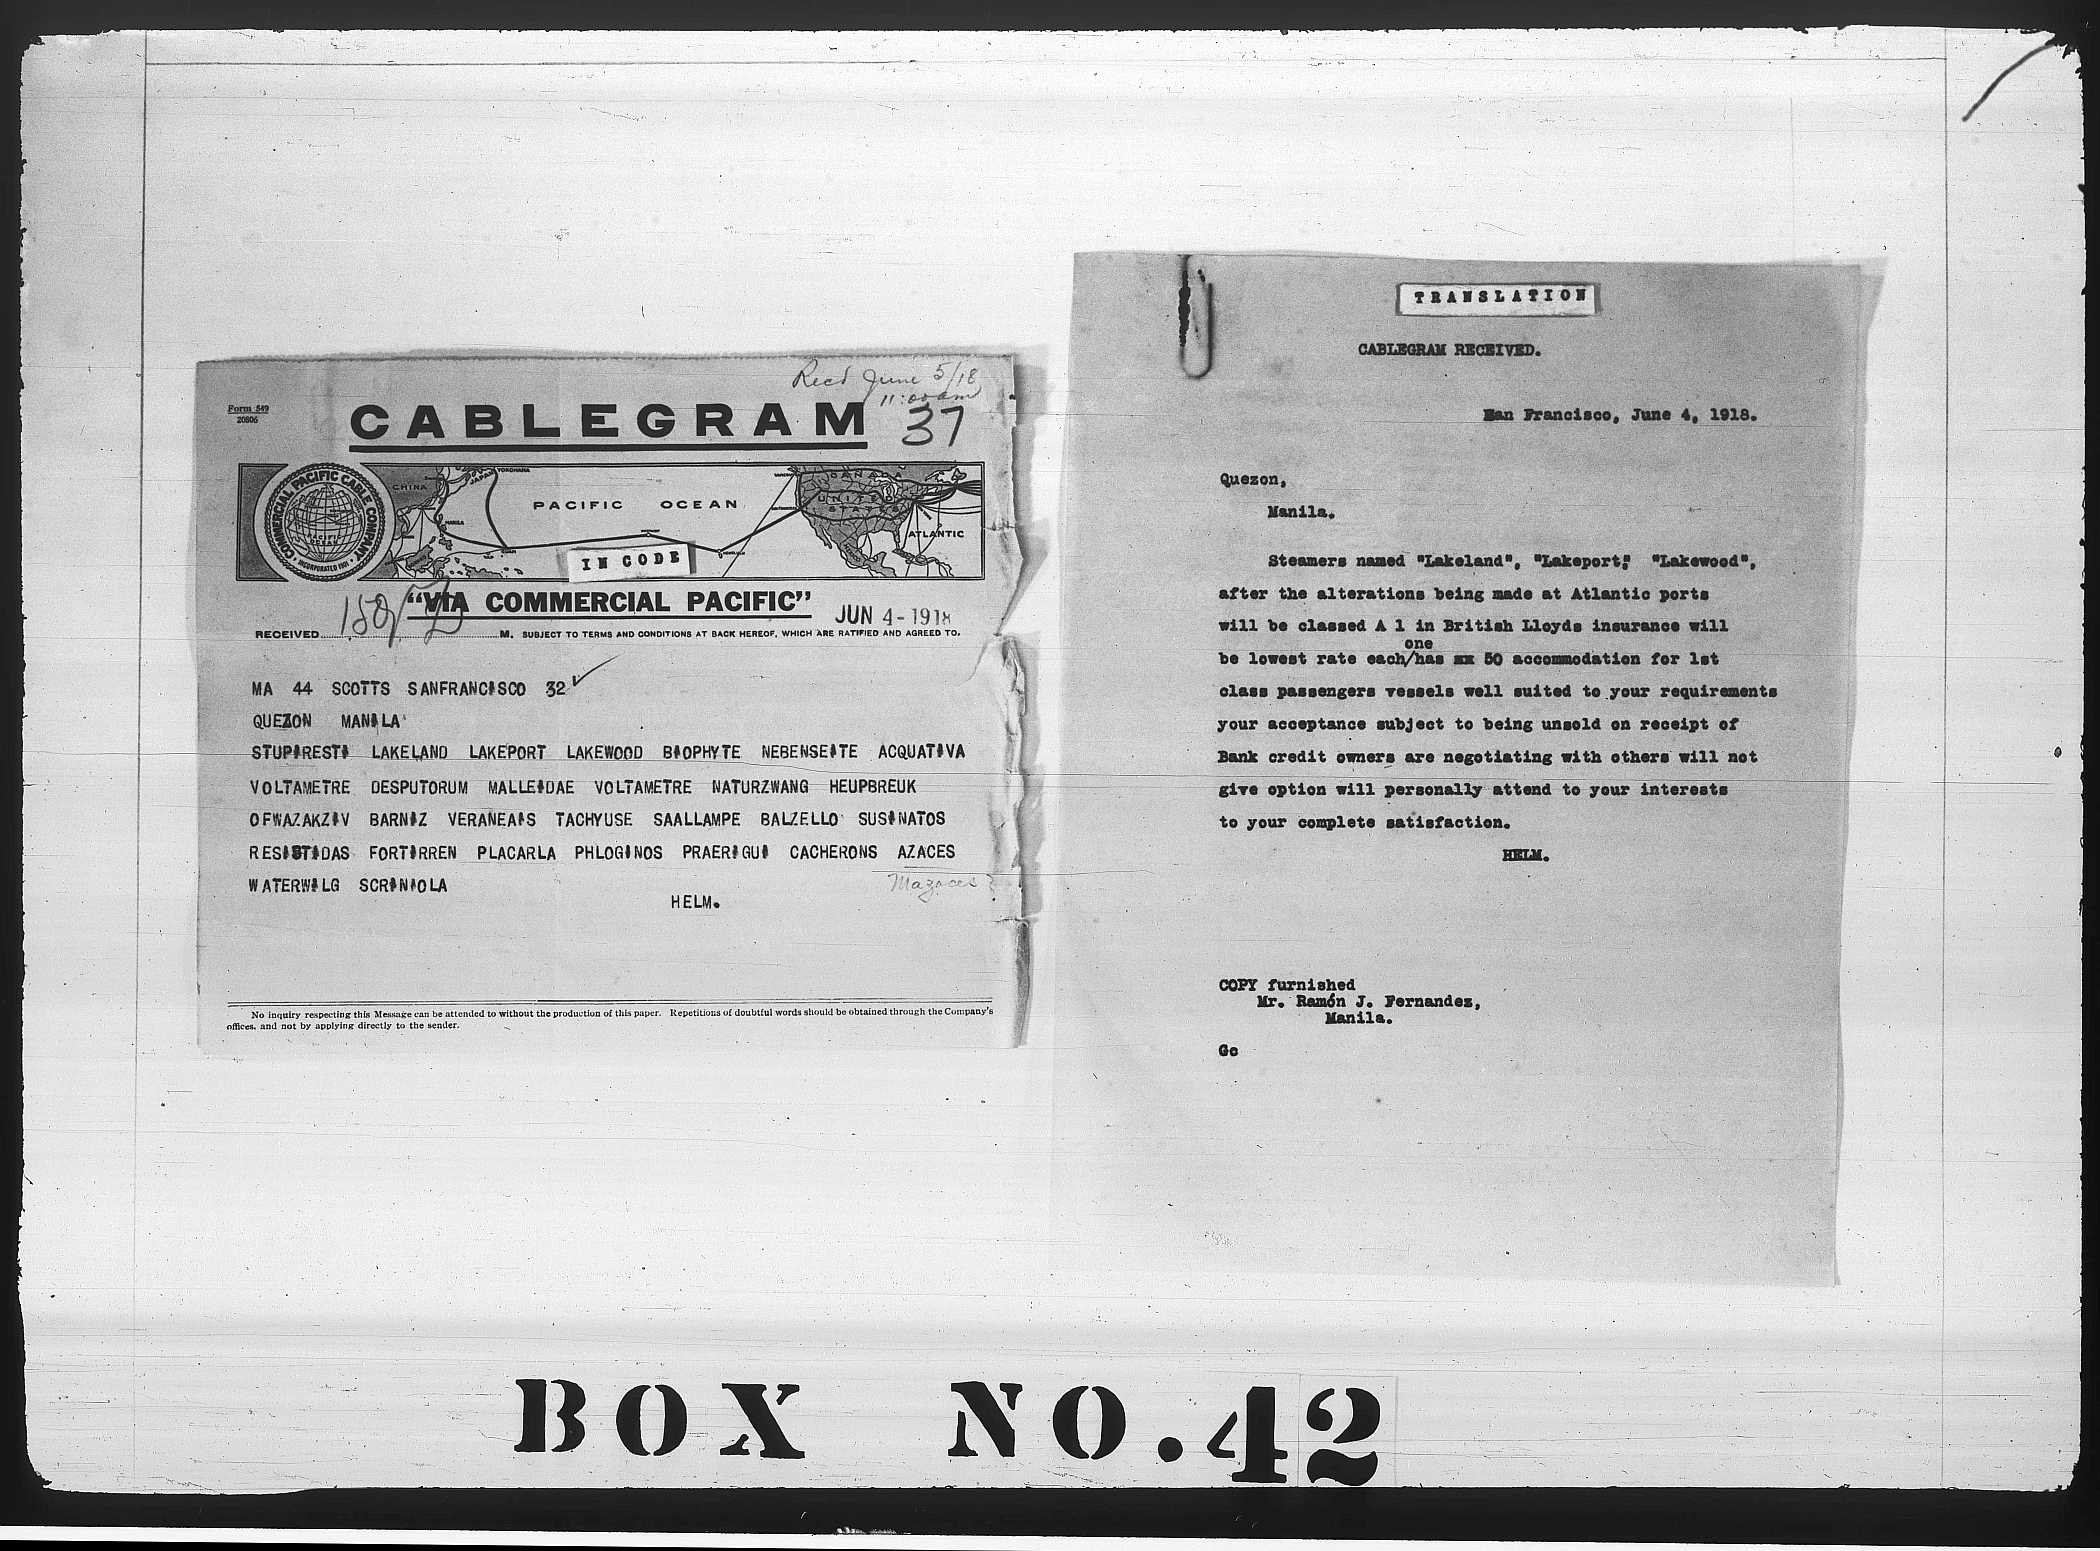 Recd June 5/18
11:00 am
Form 549
20806
CABLEGRAM
37
COMMERCIAL PACIFIC CABLE COMPANY
INCORPORATED 1901
PACIFIC OCEAN
CHINA
JAPAN
YOKOHAMA
MANILA
PACIFIC OCEAN
CANADA
UNITED
STATES
ATLANTIC
IN CODE
"VIA COMMERCIAL PACIFIC"
JUN 4-1918
RECEIVED M. SUBJECT TO TERMS AND CONDITIONS AT BACK HEREOF, WHICH ARE RATIFIED AND AGREED TO.
MA 44 SCOTTS SANFRANCISCO 32
QUEZON MANILA
STUPIRESTI LAKELAND LAKEPORT LAKEWOOD BIOPHYTE NEBENSEITE ACQUATIVA
VOLTAMETRE DESPUTORUM MALLEIDAE VOLTAMETRE NATURZWANG HEUPBREUK
OFWAZAKZIV BARNIZ VERANEAIS TACHYUSE SAALLAMPE BALZELLO SUSINATOS
RESISTIDAS FORTIRREN PLACARLA PHLOGINOS PRAERIGUI CACHERONS AZACES
WATERWILG SCRINIOLA
Mazaces ?
HELM.
No inquiry respecting this Message can be attended to without the production of this paper. Repetitions of doubtful words should be obtained through the Company's
offices, and not by applying directly to the sender.
TRANSLATION
CABLEGRAM RECEIVED.
San Francisco, June 4, 1918.
Quezon,
Manila.
Steamers named "Lakeland", "Lakeport," "Lakewood",
after the alterations being made at Atlantic ports
will be classed A 1 in British Lloyds insurance will
one
be lowest rate each/has xx 50 accommodation for 1st
class passengers vessels well suited to your requirements
your acceptance subject to being unsold on receipt of
Bank credit owners are negotiating with others will not
give option will personally attend to your interests
to your complete satisfaction.
HELM.
COPY furnished
Mr. Ramón J. Fernandez,
Manila.
Gc
BOX NO. 42